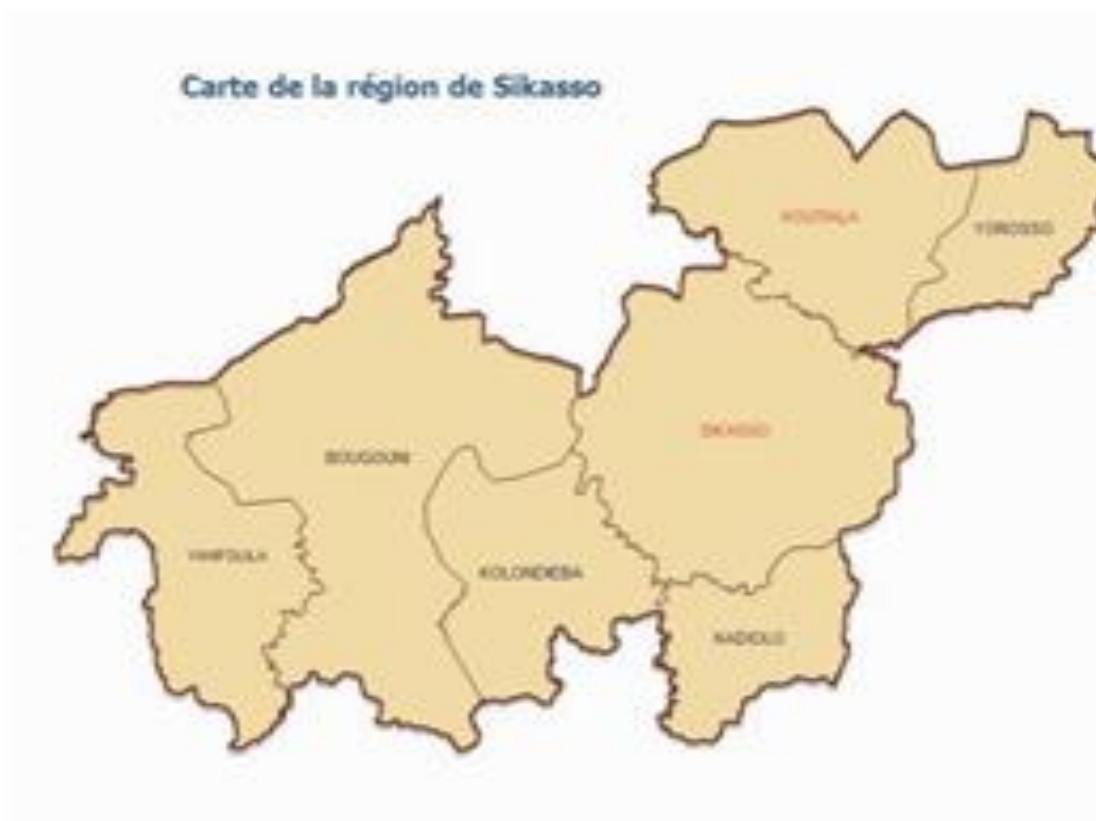 Carte de la région de Sikasso
KOUTIALA
YOROSSO
SIKASSO
BOUGOUNI
YANFOLILA
KOLONDIEBA
KADIOLO